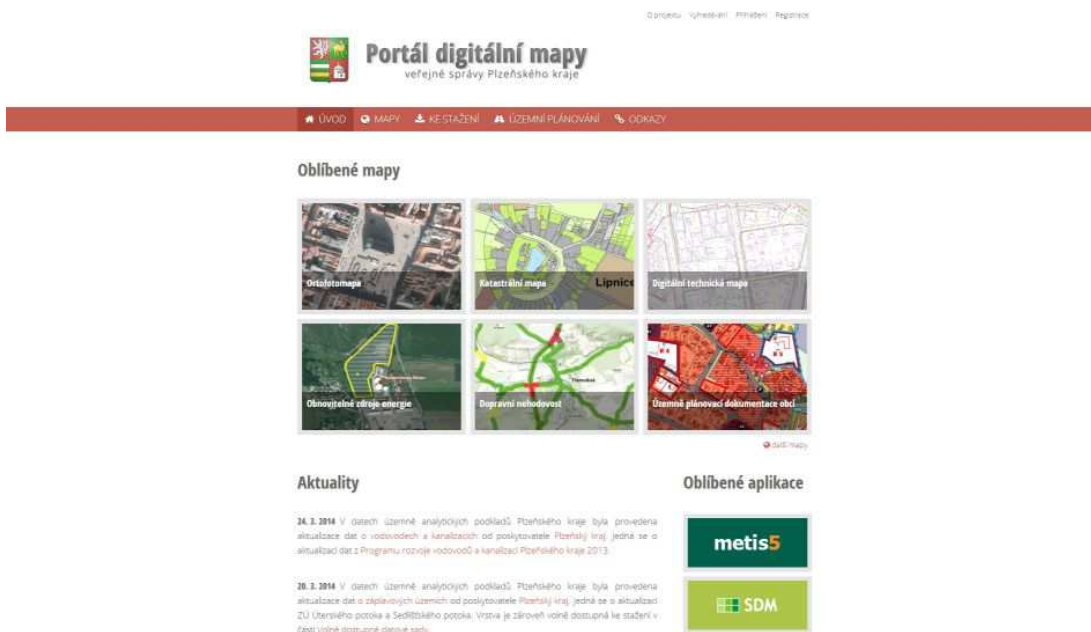 O projektu Vyhledávání Přihlášení Registrace
Portál digitální mapy
veřejné správy Plzeňského kraje
ÚVOD MAPY KE STAŽENÍ ÚZEMNÍ PLÁNOVÁNÍ ODKAZY
Oblíbené mapy
Ortofotomapa
Katastrální mapa
Lipnice
Digitální technická mapa
Obnovitelné zdroje energie
Dopravní nehodovost
Územně plánovací dokumentace obcí
další mapy
Aktuality
24. 3. 2014 V datech územně analytických podkladů Plzeňského kraje byla provedena
aktualizace dat o vodovodech a kanalizacích od poskytovatele Plzeňský kraj. Jedná se o
aktualizaci dat z Programu rozvoje vodovodů a kanalizací Plzeňského kraje 2013.
20. 3. 2014 V datech územně analytických podkladů Plzeňského kraje byla provedena
aktualizace dat o záplavových územích od poskytovatele Plzeňský kraj. Jedná se o aktualizaci
ZÚ Úterského potoka a Sedlišťského potoka. Vrstva je zároveň volně dostupná ke stažení v
části Volně dostupné datové sady.
Oblíbené aplikace
metis5
SDM